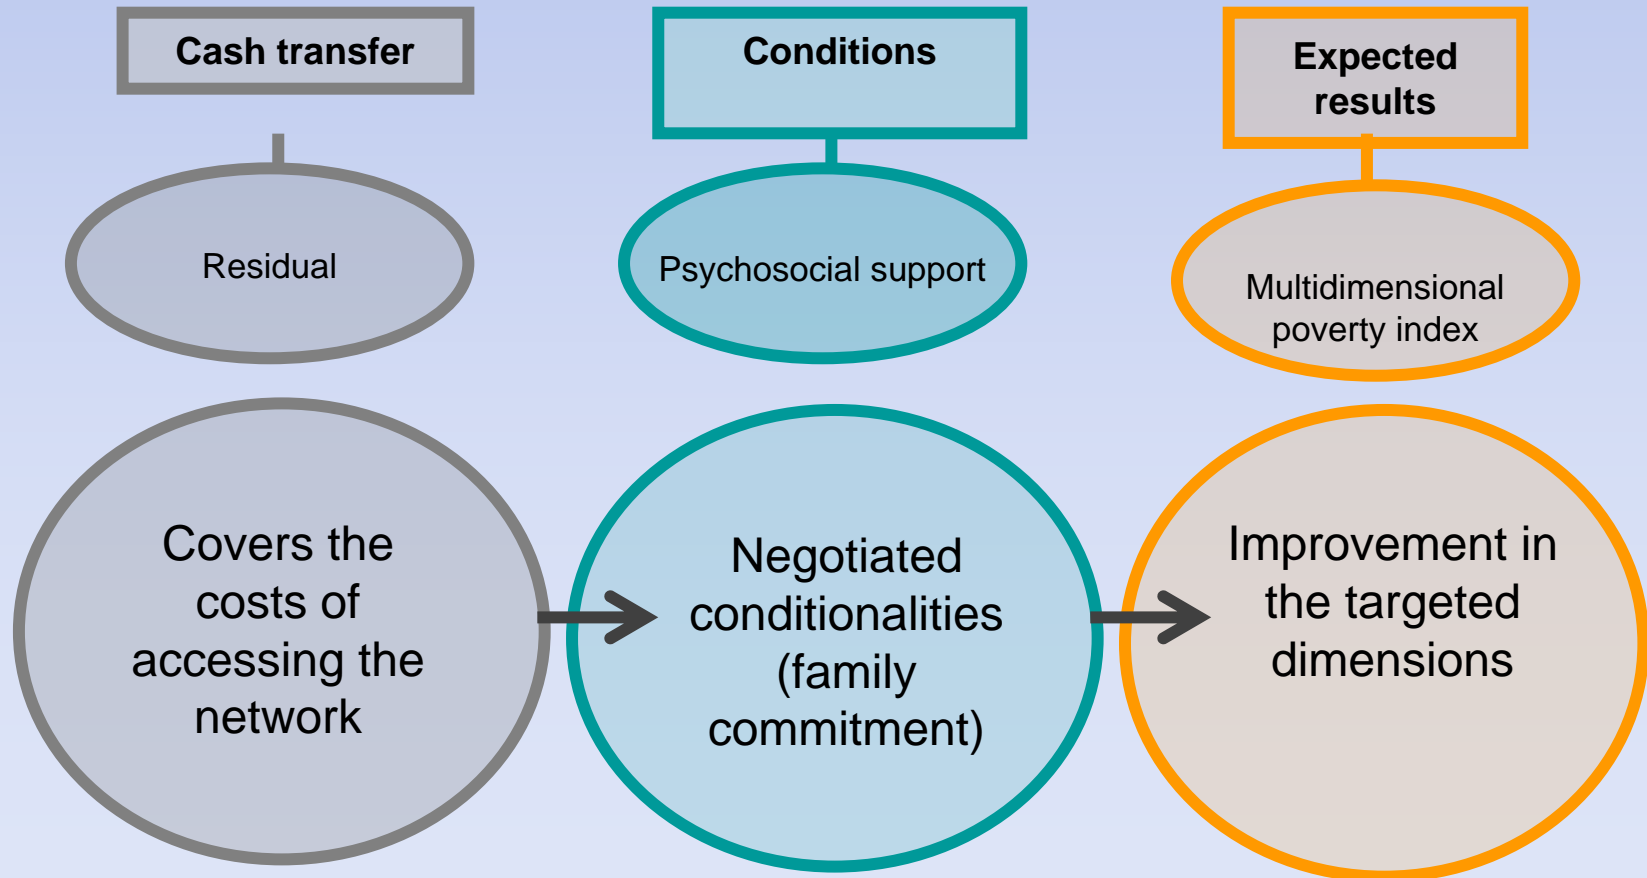 Cash transfer
Conditions
Expected
results
Residual
Psychosocial support
Multidimensional
poverty index
Covers the
costs of
accessing the
network
Negotiated
conditionalities
(family
commitment)
Improvement in
the targeted
dimensions